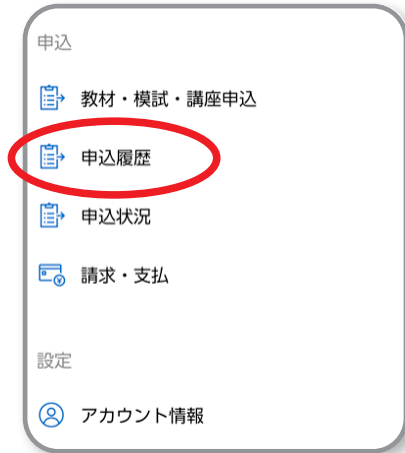 申込
教材・模試・講座申込
申込履歴
申込状況
請求・支払
設定
アカウント情報